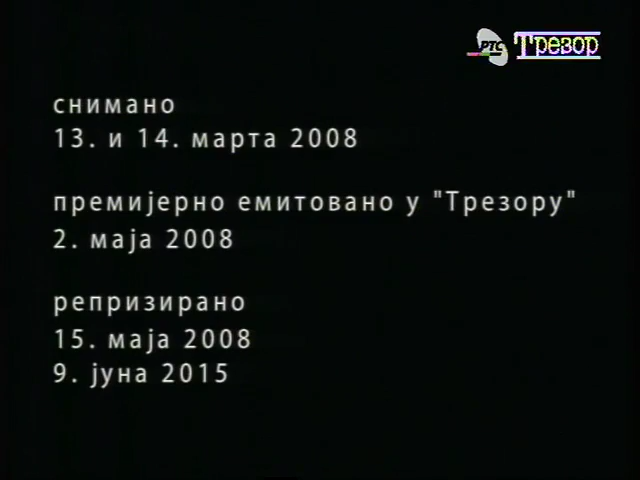 РТС Трезор
снимано
13. и 14. марта 2008
премијерно емитовано у "Трезору"
2. маја 2008
репризирано
15. маја 2008
9. јуна 2015